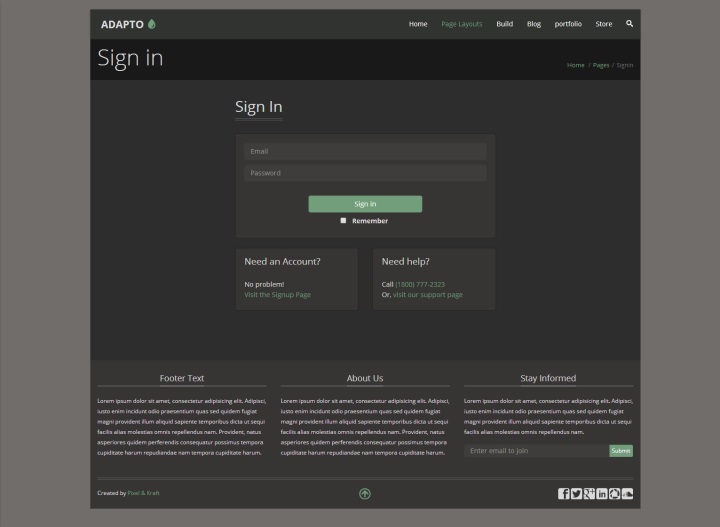 ADAPTO
Home Page Layouts Build Blog portfolio Store
Sign in
Home / Pages / Signin
Sign In
Email
Password
Sign in
Remember
Need an Account?
No problem!
Visit the Signup Page
Need help?
Call (1800) 777-2323
Or, visit our support page
Footer Text
Lorem ipsum dolor sit amet, consectetur adipisicing elit. Adipisci,
iusto enim incidunt odio praesentium quas sed quidem fugiat
magni provident illum aliquid sapiente temporibus dicta ut sequi
facilis alias molestias omnis repellendus nam. Provident, natus
asperiores quidem perferendis consequatur possimus tempora
cupiditate harum repudiandae nam tempora cupiditate harum.
About Us
Lorem ipsum dolor sit amet, consectetur adipisicing elit. Adipisci,
iusto enim incidunt odio praesentium quas sed quidem fugiat
magni provident illum aliquid sapiente temporibus dicta ut sequi
facilis alias molestias omnis repellendus nam. Provident, natus
asperiores quidem perferendis consequatur possimus tempora
cupiditate harum repudiandae nam tempora cupiditate harum.
Stay Informed
Lorem ipsum dolor sit amet, consectetur adipisicing elit. Adipisci,
iusto enim incidunt odio praesentium quas sed quidem fugiat
magni provident illum aliquid sapiente temporibus dicta ut sequi
facilis alias molestias omnis repellendus nam.
Enter email to join Submit
Created by Pixel & Kraft